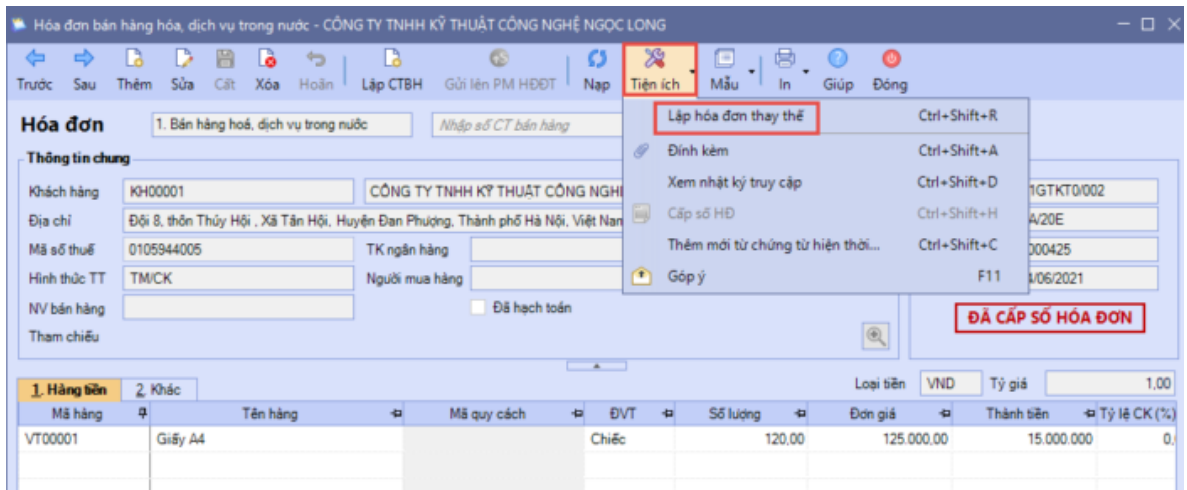 Hóa đơn bán hàng hóa, dịch vụ trong nước - CÔNG TY TNHH KỸ THUẬT CÔNG NGHỆ NGỌC LONG
Trước Sau Thêm Sửa Cất Xóa Hoãn Lập CTBH Gửi lên PM HĐĐT Nạp Tiện ích Mẫu In Giúp Đóng
Lập hóa đơn thay thế Ctrl+Shift+R
Đính kèm Ctrl+Shift+A
Xem nhật ký truy cập Ctrl+Shift+D
Cấp số HĐ Ctrl+Shift+H
Thêm mới từ chứng từ hiện thời... Ctrl+Shift+C
Góp ý F11
Hóa đơn 1. Bán hàng hoá, dịch vụ trong nước Nhập số CT bán hàng
Thông tin chung
Khách hàng KH00001 CÔNG TY TNHH KỸ THUẬT CÔNG NGHỆ 1GTKT0/002
Địa chỉ Đội 8, thôn Thúy Hội , Xã Tân Hội, Huyện Đan Phượng, Thành phố Hà Nội, Việt Nam A/20E
Mã số thuế 0105944005 TK ngân hàng 000425
Hình thức TT TM/CK Người mua hàng /06/2021
NV bán hàng Đã hạch toán
ĐÃ CẤP SỐ HÓA ĐƠN
Tham chiếu
1. Hàng tiền 2. Khác Loại tiền VND Tỷ giá 1,00
Mã hàng Tên hàng Mã quy cách ĐVT Số lượng Đơn giá Thành tiền Tỷ lệ CK (%)
VT00001 Giấy A4 Chiếc 120,00 125.000,00 15.000.000 0,